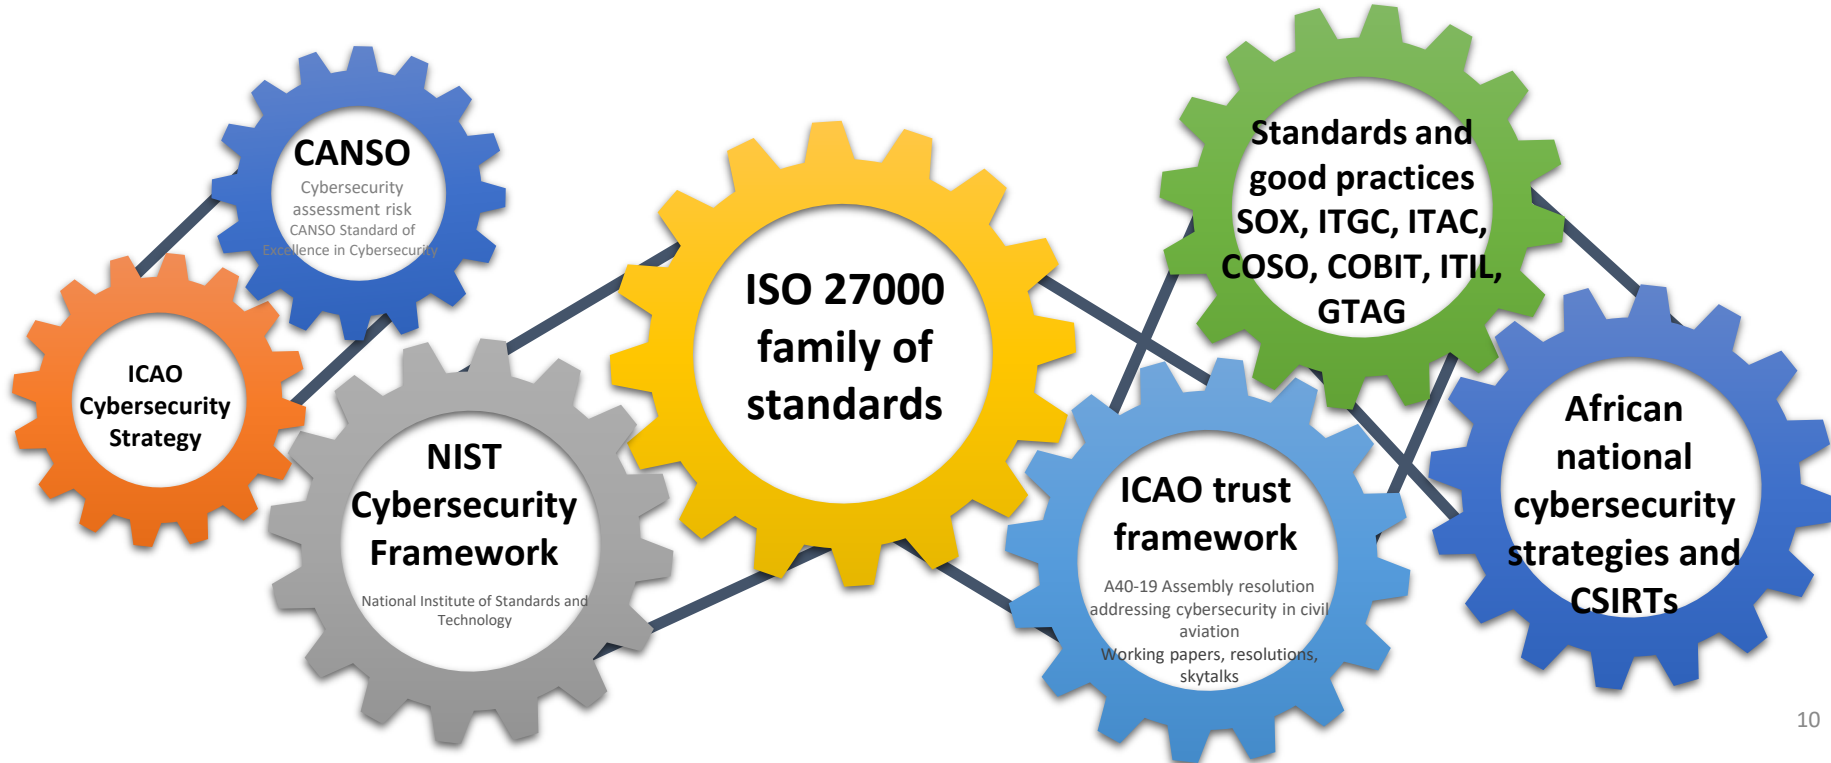 CANSO
Cybersecurity
assessment risk
CANSO Standard of
Excellence in Cybersecurity
ICAO
Cybersecurity
Strategy
NIST
Cybersecurity
Framework
National Institute of Standards and
Technology
ISO 27000
family of
standards
ICAO trust
framework
A40-19 Assembly resolution
addressing cybersecurity in civil
aviation
Working papers, resolutions,
skytalks
Standards and
good practices
SOX, ITGC, ITAC,
COSO, COBIT, ITIL,
GTAG
African
national
cybersecurity
strategies and
CSIRTs
10